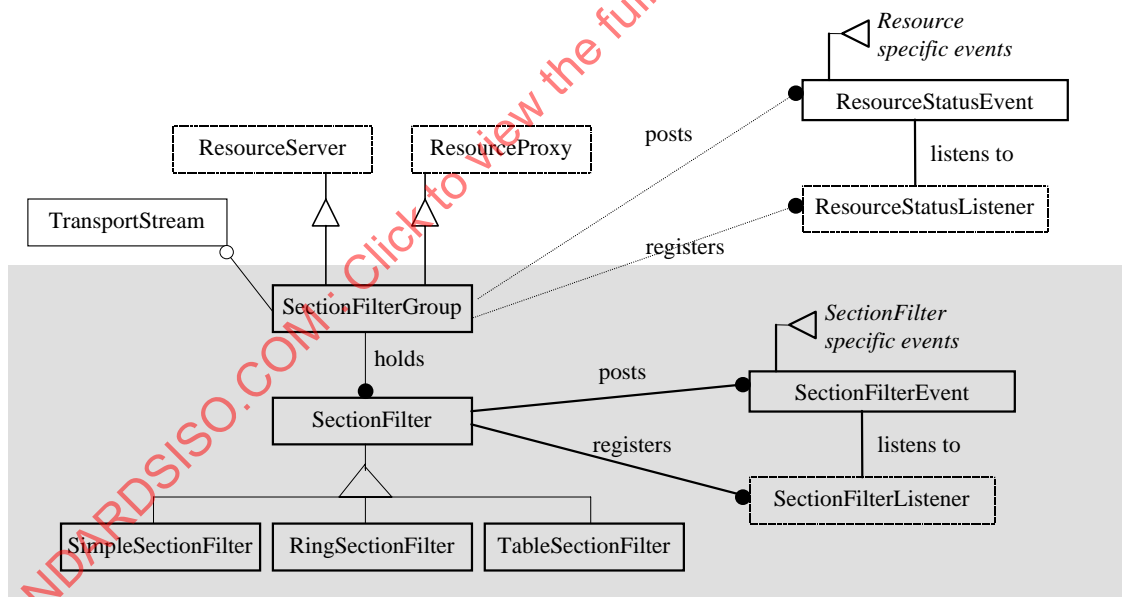 Resource
specific events
ResourceStatusEvent
posts
ResourceServer
ResourceProxy
listens to
TransportStream
ResourceStatusListener
registers
SectionFilterGroup
SectionFilter
specific events
holds
posts
SectionFilterEvent
SectionFilter
registers
listens to
SectionFilterListener
SimpleSectionFilter
RingSectionFilter
TableSectionFilter
NDARDSISO.COM : Click to view the full